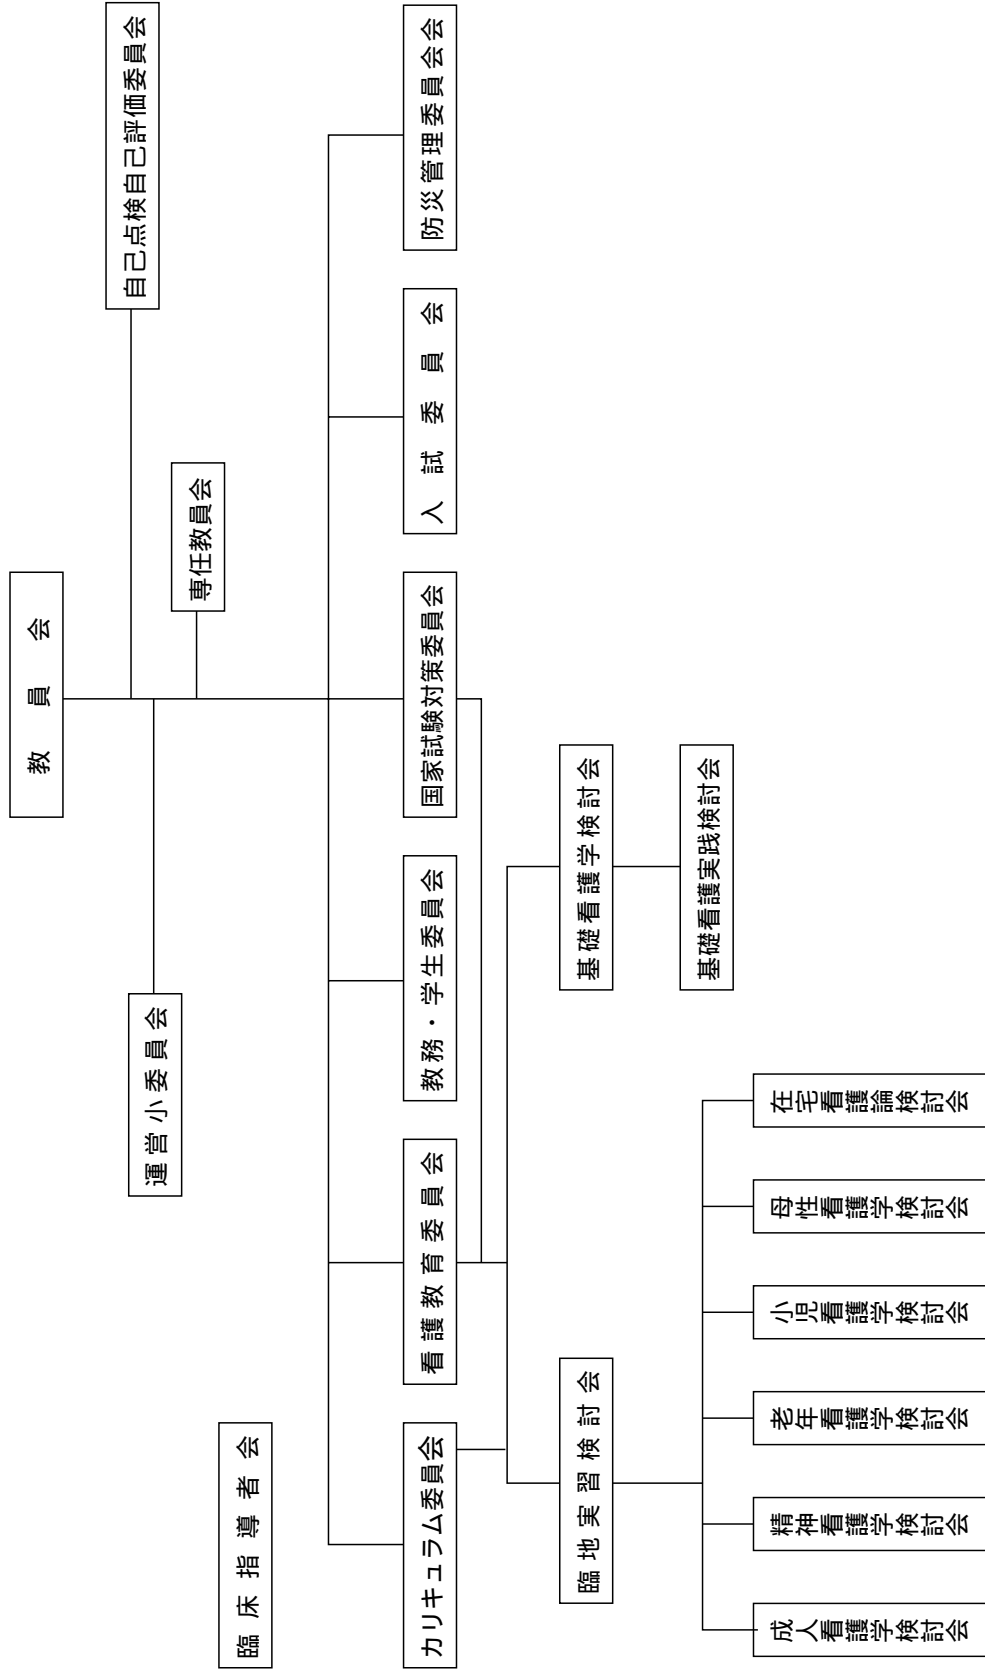 教員会
自己点検自己評価委員会
運営小委員会
専任教員会
臨床指導者会
カリキュラム委員会
看護教育委員会
教務・学生委員会
国家試験対策委員会
入試委員会
防災管理委員会会
臨地実習検討会
基礎看護学検討会
基礎看護実践検討会
成人看護学検討会
精神看護学検討会
老年看護学検討会
小児看護学検討会
母性看護学検討会
在宅看護論検討会